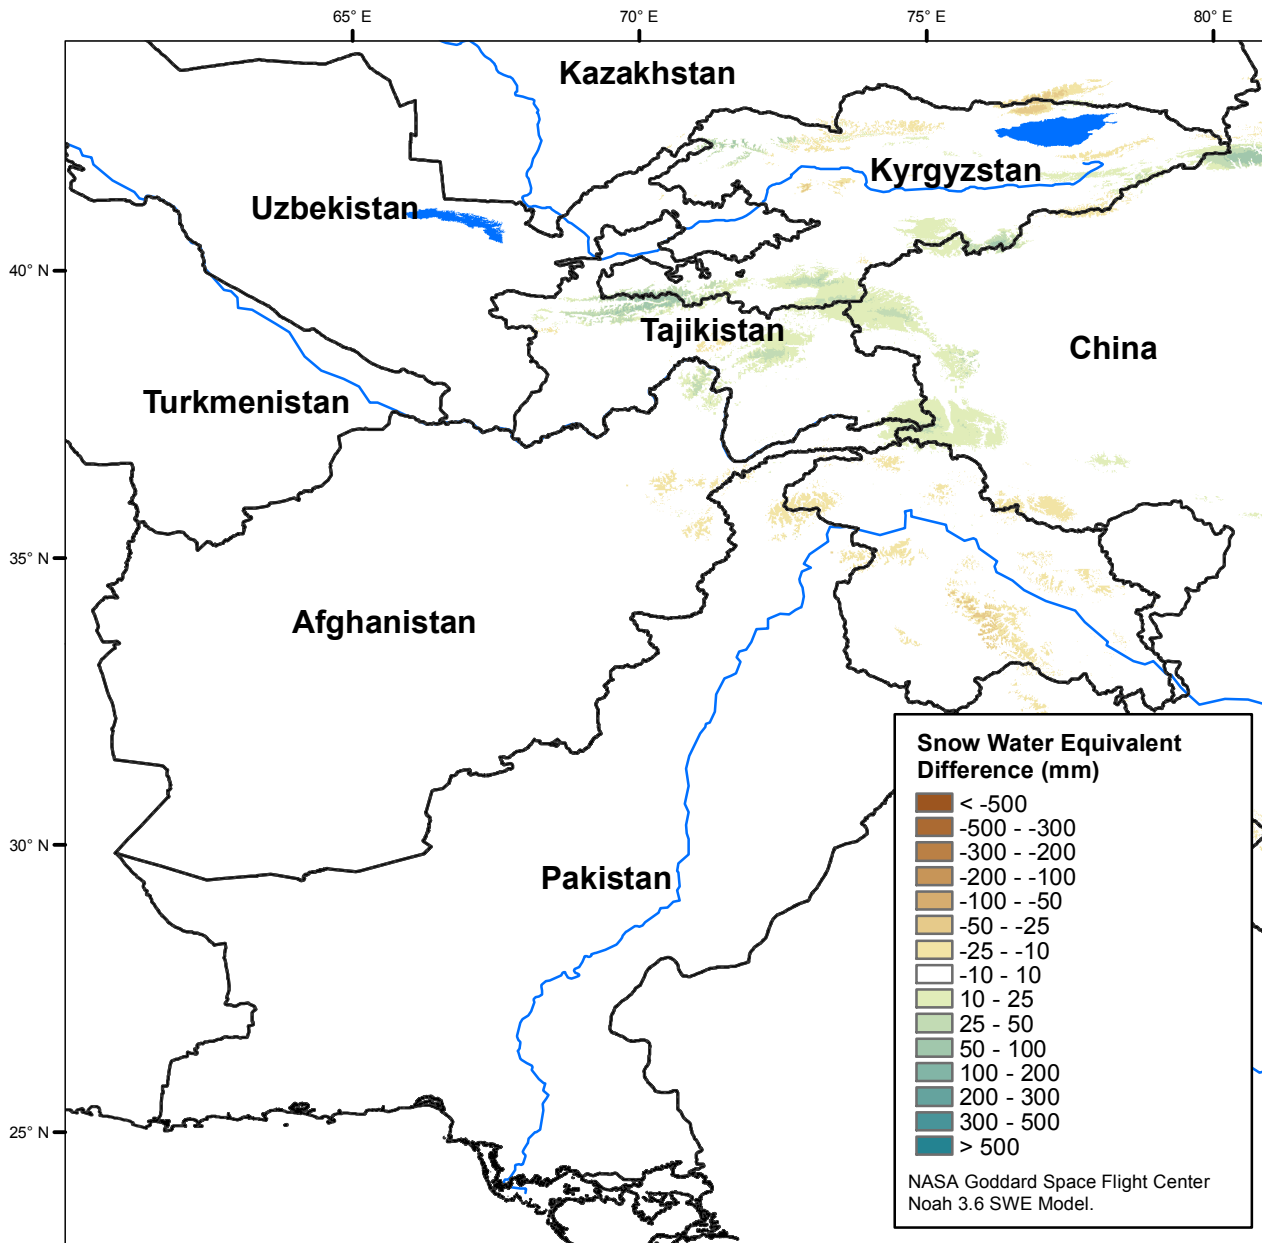 65° E
70° E
75° E
80° E
Kazakhstan
Kyrgyzstan
Uzbekistan
40° N
Tajikistan
China
Turkmenistan
35° N
Afghanistan
Snow Water Equivalent
Difference (mm)
< -500
-500 - -300
-300 - -200
-200 - -100
-100 - -50
-50 - -25
-25 - -10
-10 - 10
10 - 25
25 - 50
50 - 100
100 - 200
200 - 300
300 - 500
> 500
NASA Goddard Space Flight Center
Noah 3.6 SWE Model.
30° N
Pakistan
25° N